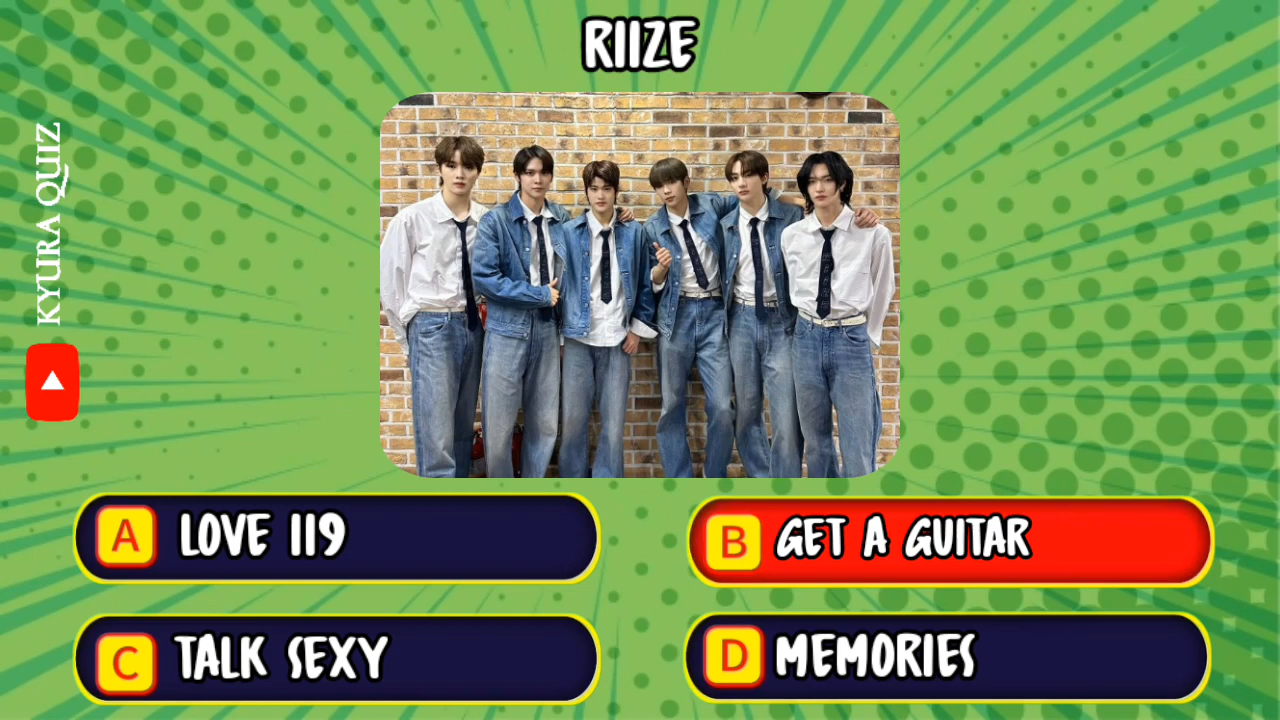 RIIZE
KYURA QUIZ
A LOVE 119
B GET A GUITAR
C TALK SEXY
D MEMORIES